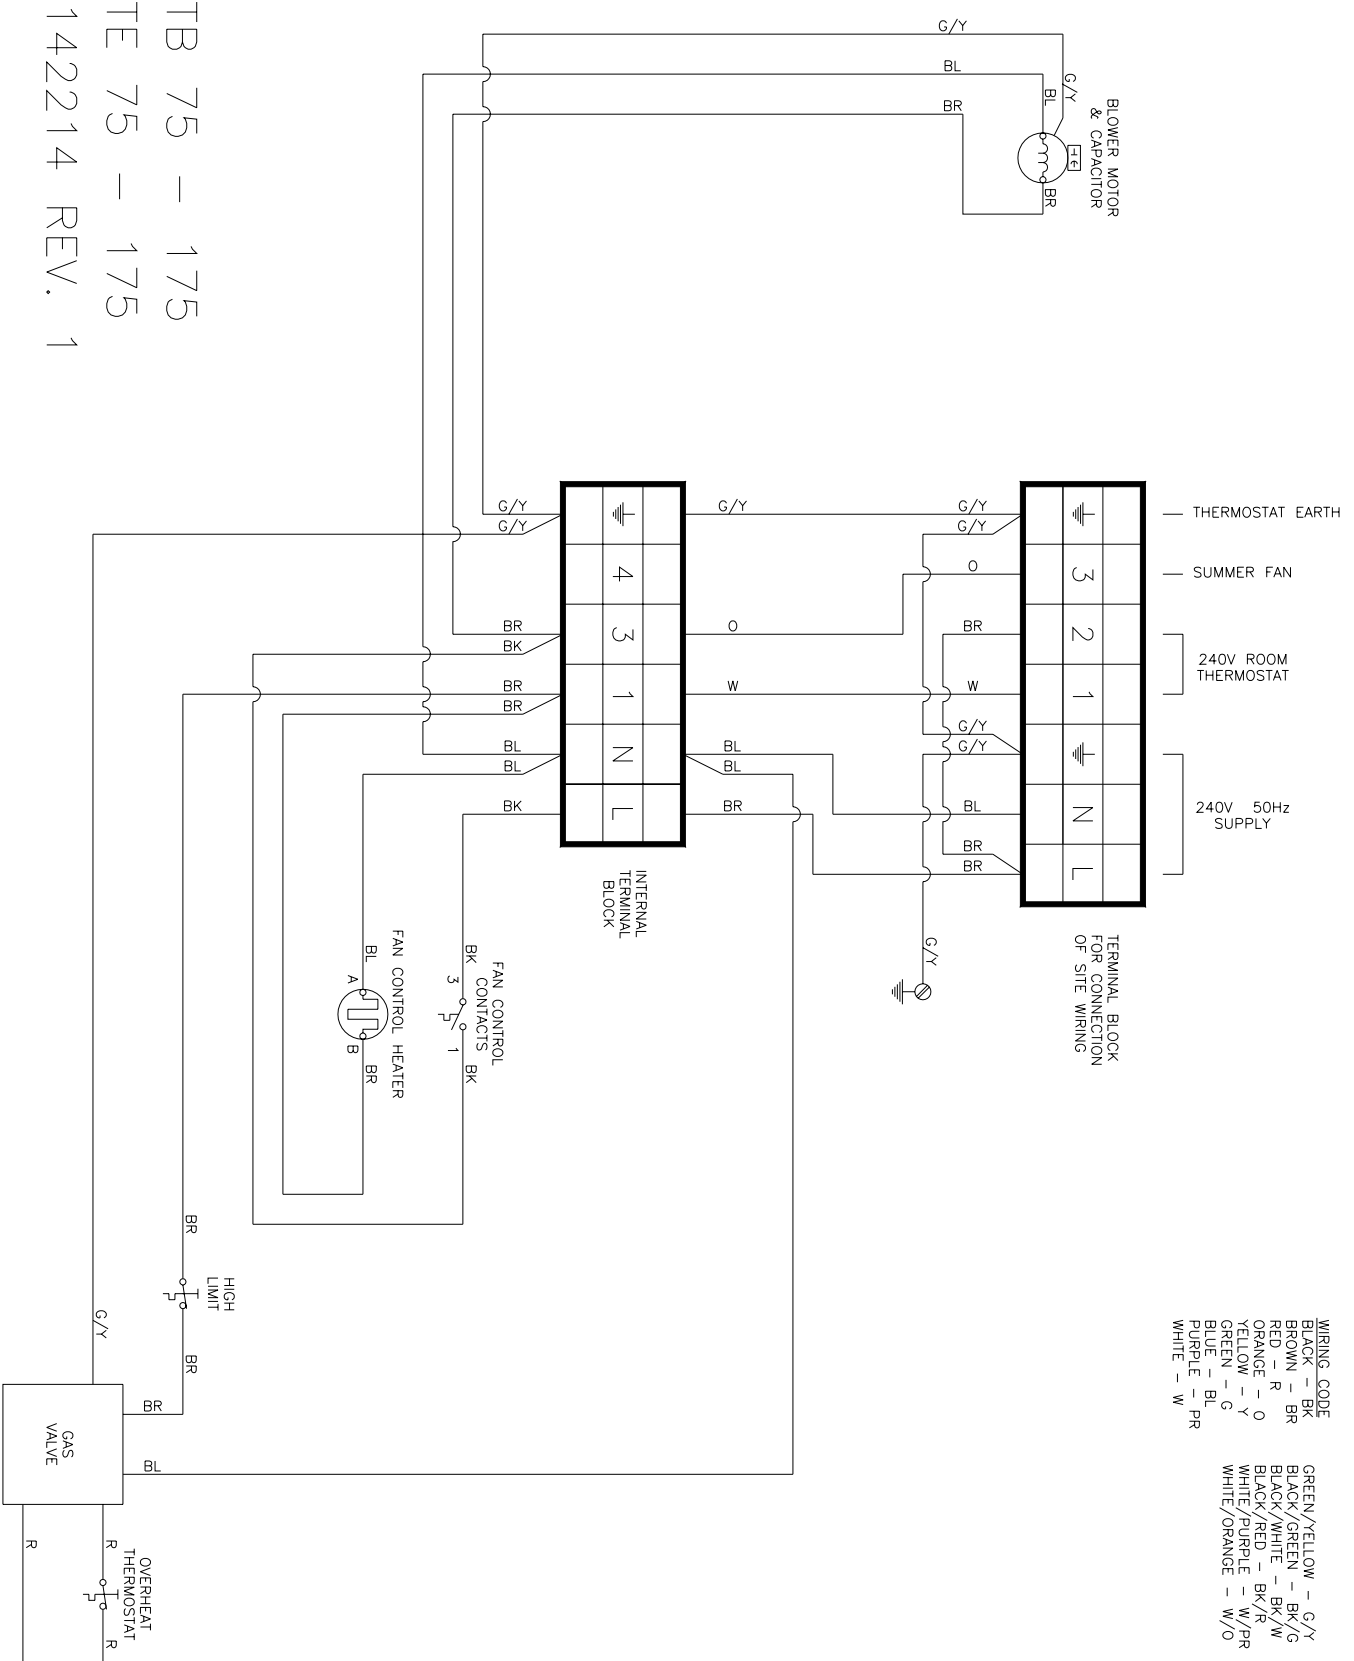 G/Y
BL
BR
G/Y
BL
BR
BLOWER MOTOR
& CAPACITOR
TB 75 - 175
TE 75 - 175
142214 REV. 1
G/Y
G/Y
BR
BK
BR
BR
BL
BL
BK
4
3
1
N
L
INTERNAL
TERMINAL
BLOCK
G/Y
O
W
BL
BL
BR
G/Y
G/Y
O
BR
W
G/Y
G/Y
BL
BR
BR
3
2
1
N
L
THERMOSTAT EARTH
SUMMER FAN
240V ROOM
THERMOSTAT
240V 50Hz
SUPPLY
TERMINAL BLOCK
FOR CONNECTION
OF SITE WIRING
G/Y
FAN CONTROL
CONTACTS
BK
3
1
BK
FAN CONTROL HEATER
BL
A
B
BR
BR
HIGH
LIMIT
BR
G/Y
BR
BL
GAS
VALVE
R
R
OVERHEAT
THERMOSTAT
R
WIRING CODE
BLACK - BK
BROWN - BR
RED - R
ORANGE - O
YELLOW - Y
GREEN - G
BLUE - BL
PURPLE - PR
WHITE - W
GREEN/YELLOW - G/Y
BLACK/GREEN - BK/G
BLACK/WHITE - BK/W
BLACK/RED - BK/R
WHITE/PURPLE - W/PR
WHITE/ORANGE - W/O